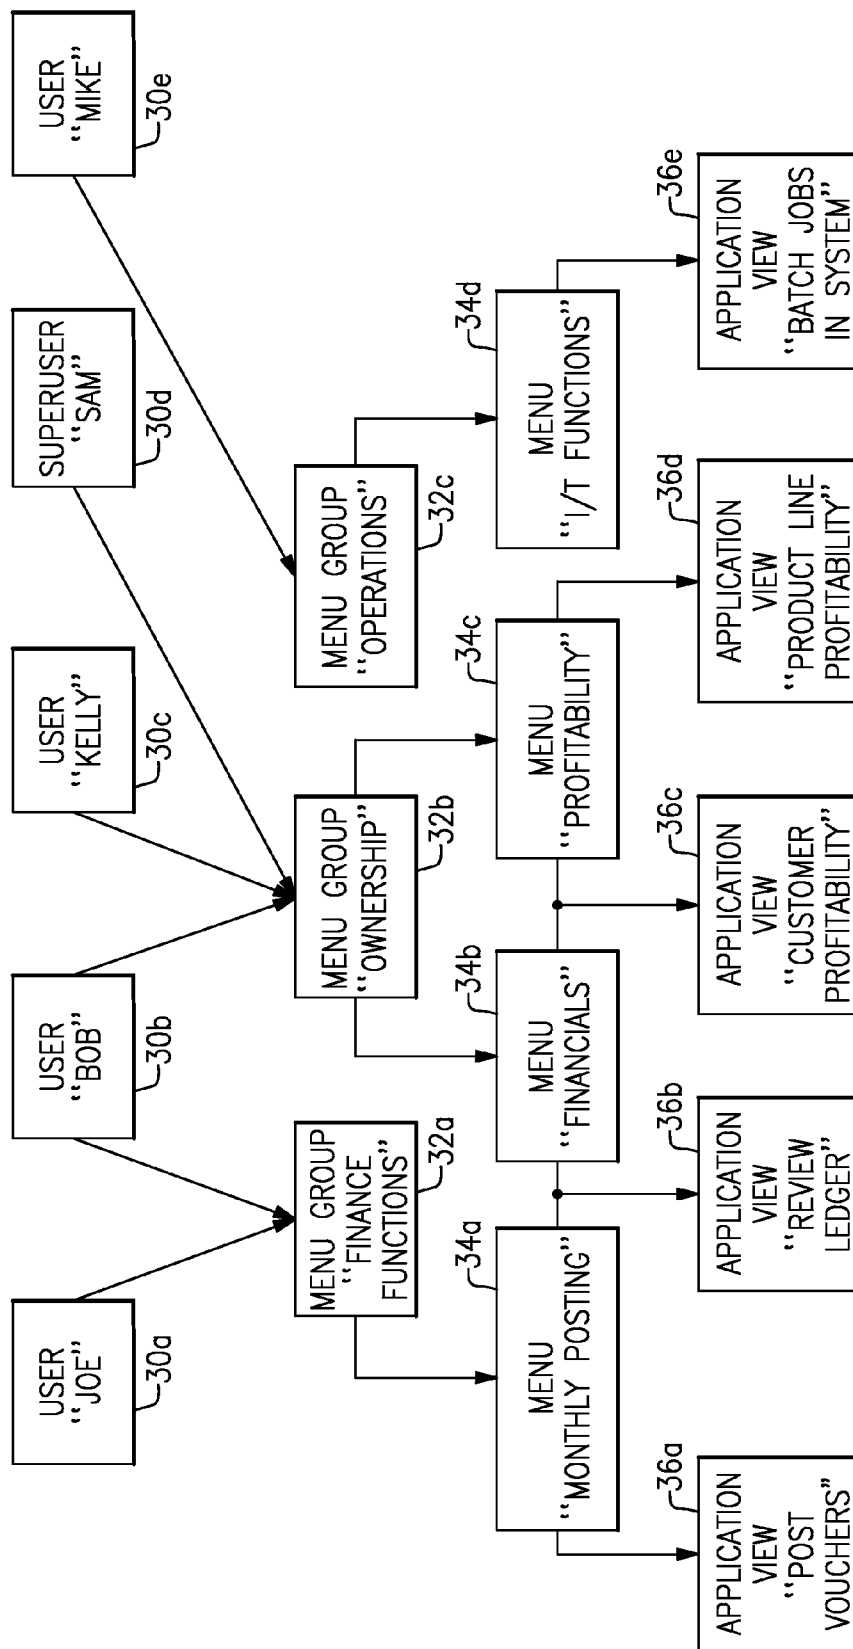 USER
“JOE”
30a
USER
“BOB”
30b
USER
“KELLY”
30c
SUPERUSER
“SAM”
30d
USER
“MIKE”
30e
MENU GROUP
“FINANCE
FUNCTIONS”
32a
MENU GROUP
“OWNERSHIP”
32b
MENU GROUP
“OPERATIONS”
32c
MENU
“MONTHLY POSTING”
34a
MENU
“FINANCIALS”
34b
MENU
“PROFITABILITY”
34c
MENU
“I/T FUNCTIONS”
34d
APPLICATION
VIEW
“POST
VOUCHERS”
36a
APPLICATION
VIEW
“REVIEW
LEDGER”
36b
APPLICATION
VIEW
“CUSTOMER
PROFITABILITY”
36c
APPLICATION
VIEW
“PRODUCT LINE
PROFITABILITY”
36d
APPLICATION
VIEW
“BATCH JOBS
IN SYSTEM”
36e